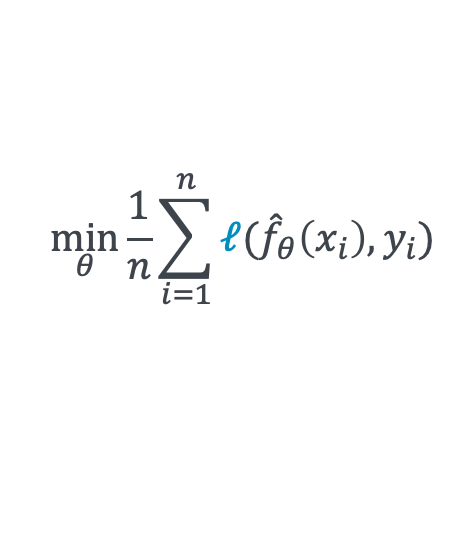 min_θ 1/n ∑_{i=1}^{n} ℓ(f̂_θ(x_i), y_i)